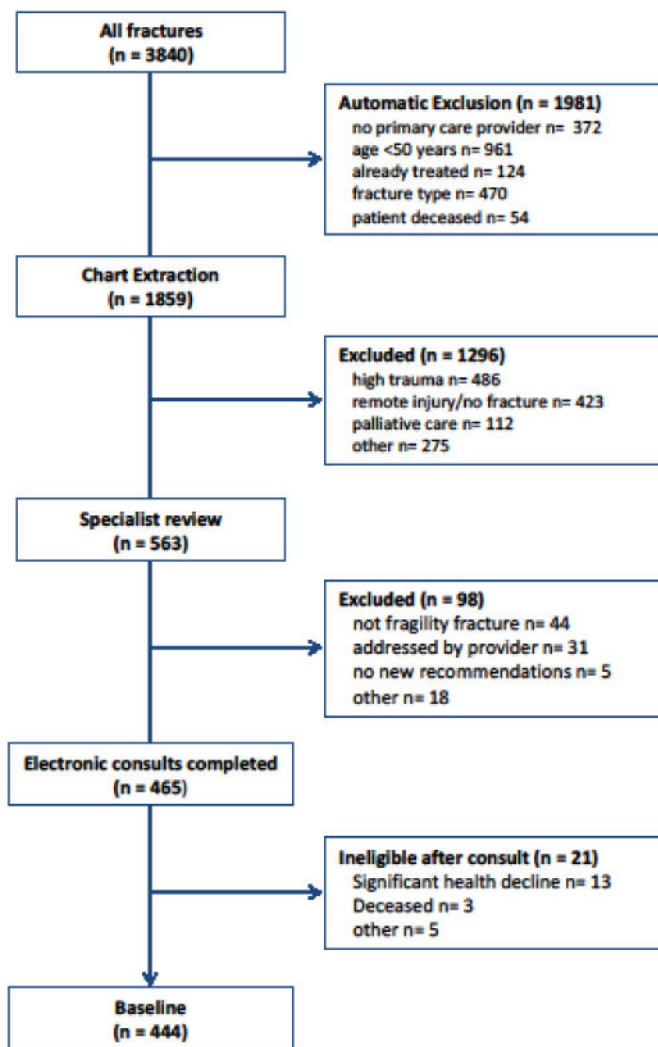 All fractures
(n = 3840)
Automatic Exclusion (n = 1981)
no primary care provider n= 372
age <50 years n= 961
already treated n= 124
fracture type n= 470
patient deceased n= 54
Chart Extraction
(n = 1859)
Excluded (n = 1296)
high trauma n= 486
remote injury/no fracture n= 423
palliative care n= 112
other n= 275
Specialist review
(n = 563)
Excluded (n = 98)
not fragility fracture n= 44
addressed by provider n= 31
no new recommendations n= 5
other n= 18
Electronic consults completed
(n = 465)
Ineligible after consult (n = 21)
Significant health decline n= 13
Deceased n= 3
other n= 5
Baseline
(n = 444)